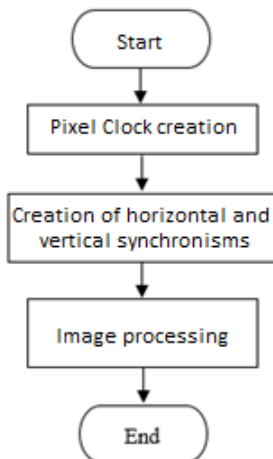 Start
Pixel Clock creation
Creation of horizontal and
vertical synchronisms
Image processing
End